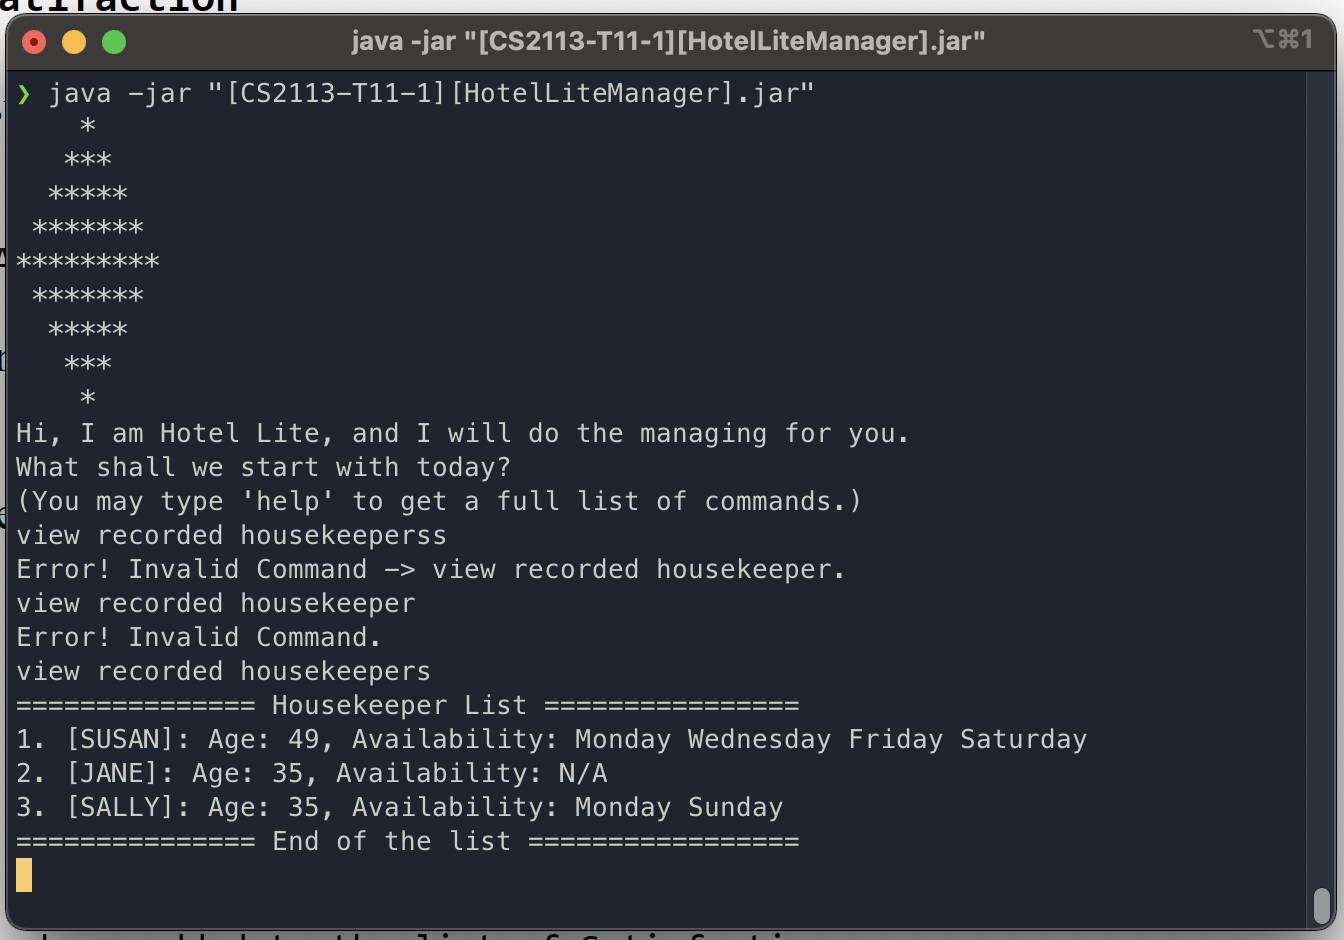 java -jar "[CS2113-T11-1][HotelLiteManager].jar" ⌥⌘1
❯ java -jar "[CS2113-T11-1][HotelLiteManager].jar"
    *
   ***
  *****
 *******
*********
 *******
  *****
   ***
    *
Hi, I am Hotel Lite, and I will do the managing for you.
What shall we start with today?
(You may type 'help' to get a full list of commands.)
view recorded housekeeperss
Error! Invalid Command -> view recorded housekeeper.
view recorded housekeeper
Error! Invalid Command.
view recorded housekeepers
=============== Housekeeper List ================
1. [SUSAN]: Age: 49, Availability: Monday Wednesday Friday Saturday
2. [JANE]: Age: 35, Availability: N/A
3. [SALLY]: Age: 35, Availability: Monday Sunday
=============== End of the list =================